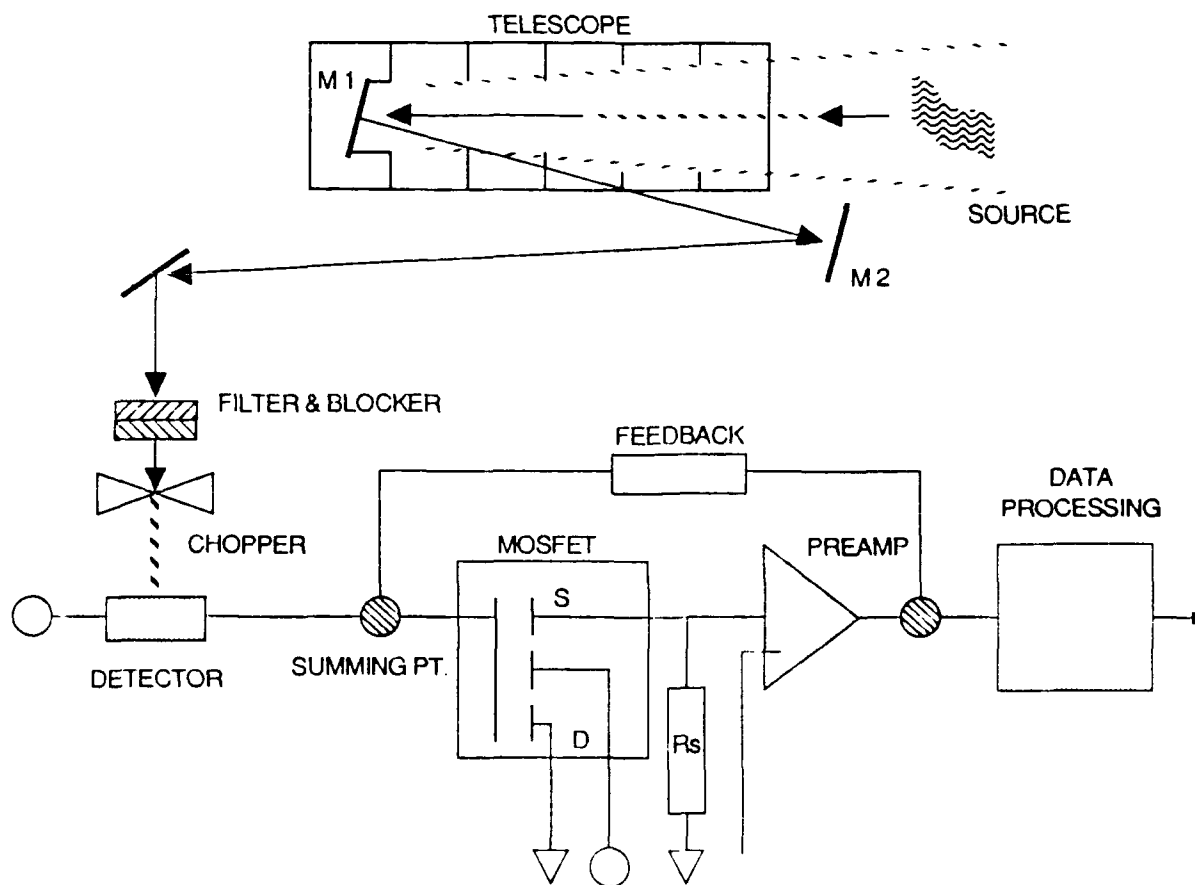 TELESCOPE
M1
SOURCE
M2
FILTER & BLOCKER
FEEDBACK
DATA
PROCESSING
CHOPPER
MOSFET
PREAMP
S
DETECTOR
SUMMING PT.
D
Rs